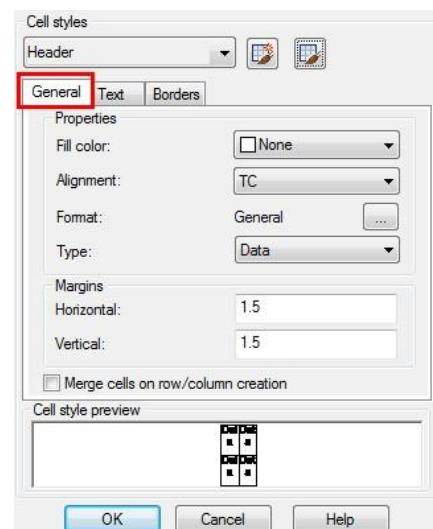 Cell styles
Header
General Text Borders
Properties
Fill color: None
Alignment: TC
Format: General ...
Type: Data
Margins
Horizontal: 1.5
Vertical: 1.5
Merge cells on row/column creation
Cell style preview
OK Cancel Help